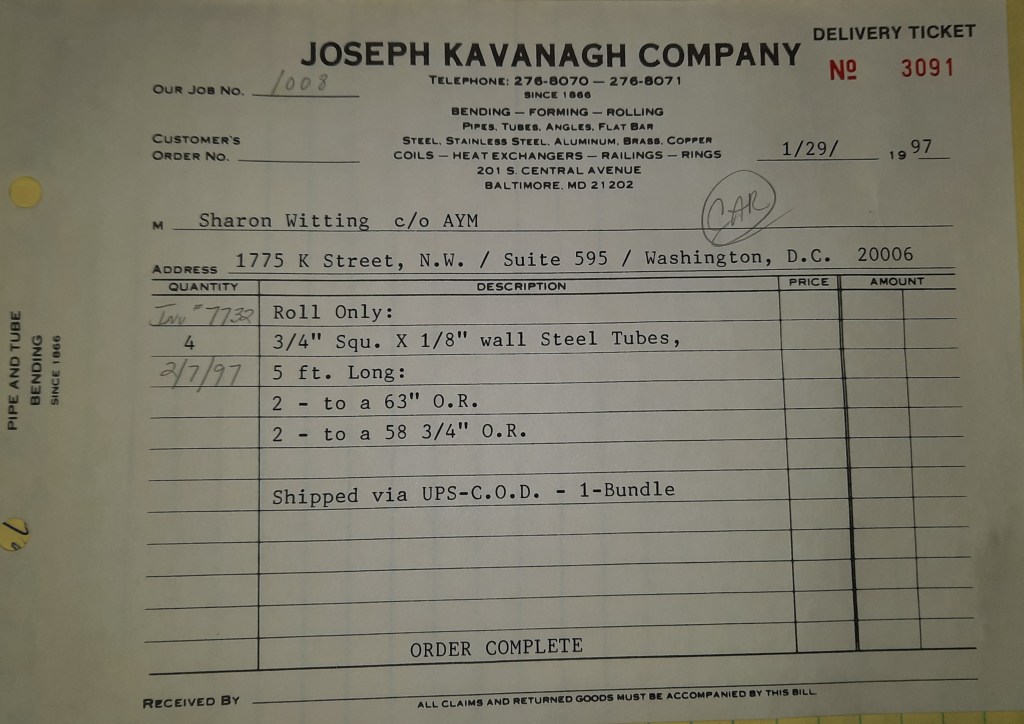 DELIVERY TICKET
JOSEPH KAVANAGH COMPANY
Nº 3091
TELEPHONE: 276-8070 — 276-8071
SINCE 1866
OUR JOB NO. 1008
BENDING — FORMING — ROLLING
PIPES, TUBES, ANGLES, FLAT BAR
CUSTOMER'S
ORDER NO.
STEEL, STAINLESS STEEL, ALUMINUM, BRASS, COPPER
COILS — HEAT EXCHANGERS — RAILINGS — RINGS
1/29/ 19 97
201 S. CENTRAL AVENUE
BALTIMORE, MD 21202
M Sharon Witting c/o AYM
CAR
ADDRESS 1775 K Street, N.W. / Suite 595 / Washington, D.C. 20006
QUANTITY DESCRIPTION PRICE AMOUNT
Inv # 7732 Roll Only:
4 3/4" Squ. X 1/8" wall Steel Tubes,
2/7/97 5 ft. Long:
2 - to a 63" O.R.
2 - to a 58 3/4" O.R.
Shipped via UPS-C.O.D. - 1-Bundle
ORDER COMPLETE
RECEIVED BY
ALL CLAIMS AND RETURNED GOODS MUST BE ACCOMPANIED BY THIS BILL.
PIPE AND TUBE
BENDING
SINCE 1866